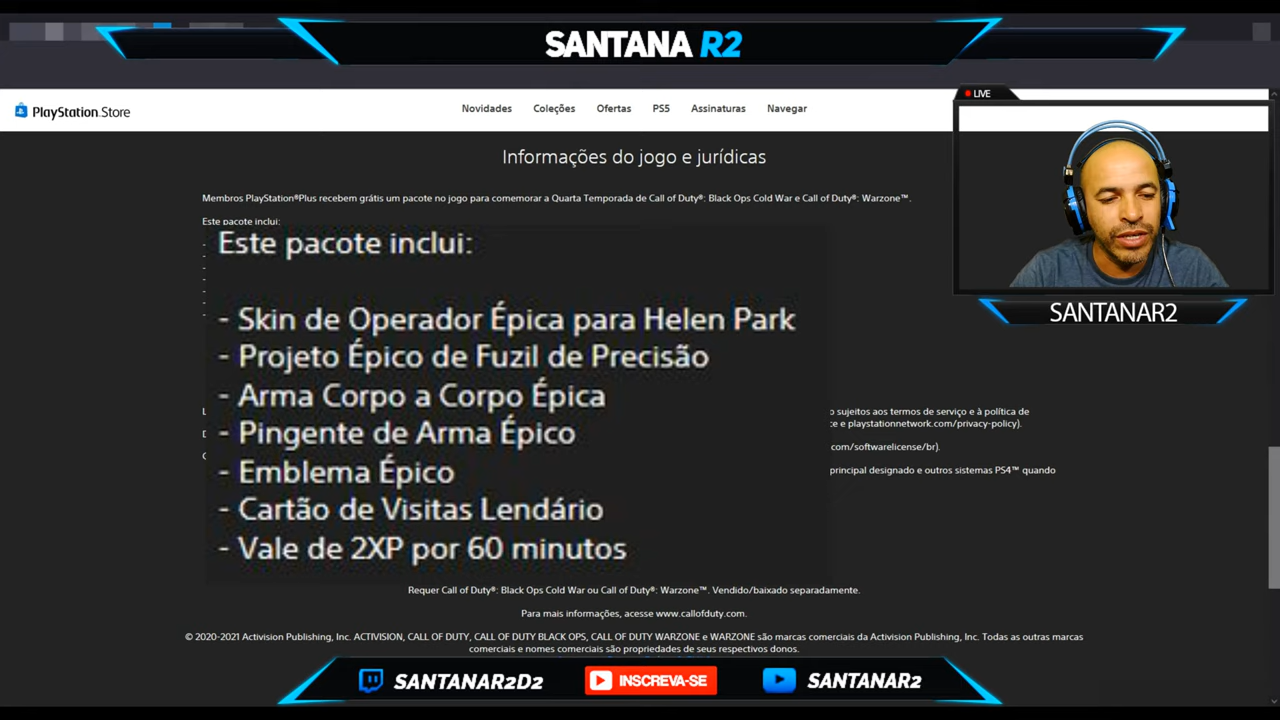 SANTANA R2
LIVE
PlayStation Store
Novidades Coleções Ofertas PS5 Assinaturas Navegar
Informações do jogo e jurídicas
Membros PlayStation®Plus recebem grátis um pacote no jogo para comemorar a Quarta Temporada de Call of Duty®: Black Ops Cold War e Call of Duty®: Warzone™.
Este pacote inclui:
Este pacote inclui:
- Skin de Operador Épica para Helen Park
- Projeto Épico de Fuzil de Precisão
- Arma Corpo a Corpo Épica
- Pingente de Arma Épico
- Emblema Épico
- Cartão de Visitas Lendário
- Vale de 2XP por 60 minutos
SANTANAR2
o sujeitos aos termos de serviço e à política de
ce e playstationnetwork.com/privacy-policy).
.com/softwarelicense/br).
principal designado e outros sistemas PS4™ quando
Requer Call of Duty®: Black Ops Cold War ou Call of Duty®: Warzone™. Vendido/baixado separadamente.
Para mais informações, acesse www.callofduty.com.
© 2020-2021 Activision Publishing, Inc. ACTIVISION, CALL OF DUTY, CALL OF DUTY BLACK OPS, CALL OF DUTY WARZONE e WARZONE são marcas comerciais da Activision Publishing, Inc. Todas as outras marcas
comerciais e nomes comerciais são propriedades de seus respectivos donos.
SANTANAR2D2
INSCREVA-SE
SANTANAR2